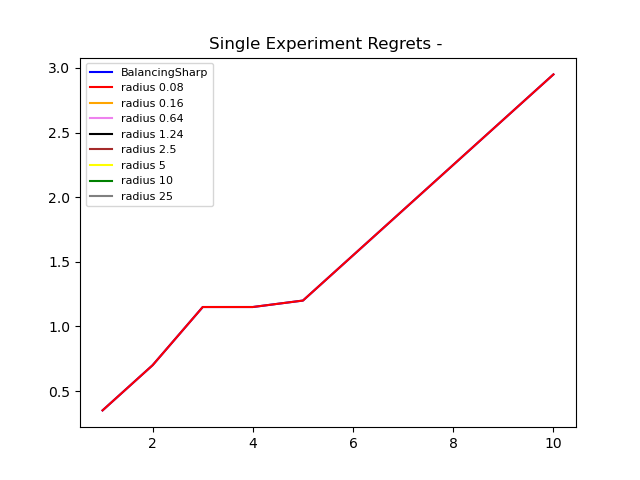 Single Experiment Regrets -
3.0
2.5
2.0
1.5
1.0
0.5
BalancingSharp
radius 0.08
radius 0.16
radius 0.64
radius 1.24
radius 2.5
radius 5
radius 10
radius 25
2 4 6 8 10